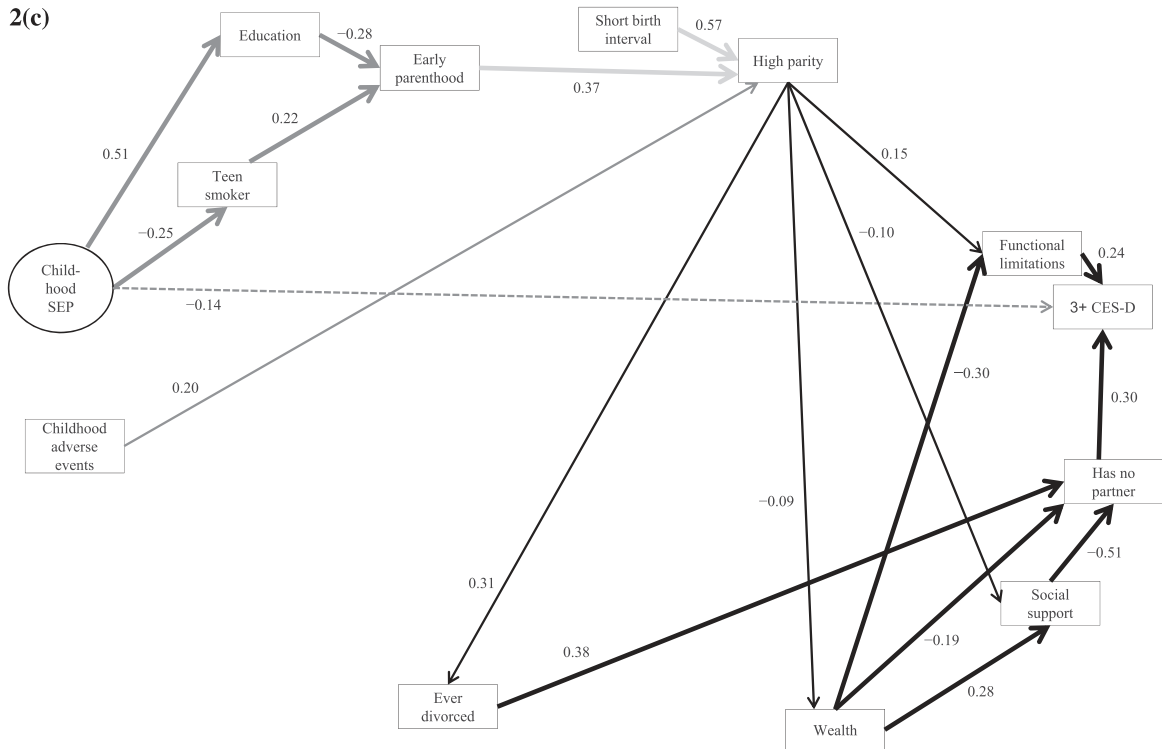 2(c)
Education
−0.28
Short birth
interval
0.57
High parity
Early
parenthood
0.37
0.22
0.51
Teen
smoker
0.15
−0.25
−0.10
Functional
limitations
0.24
Child-
hood
SEP
−0.14
3+ CES-D
−0.30
0.20
0.30
Childhood
adverse
events
Has no
partner
−0.09
−0.51
0.31
Social
support
0.38
−0.19
0.28
Ever
divorced
Wealth